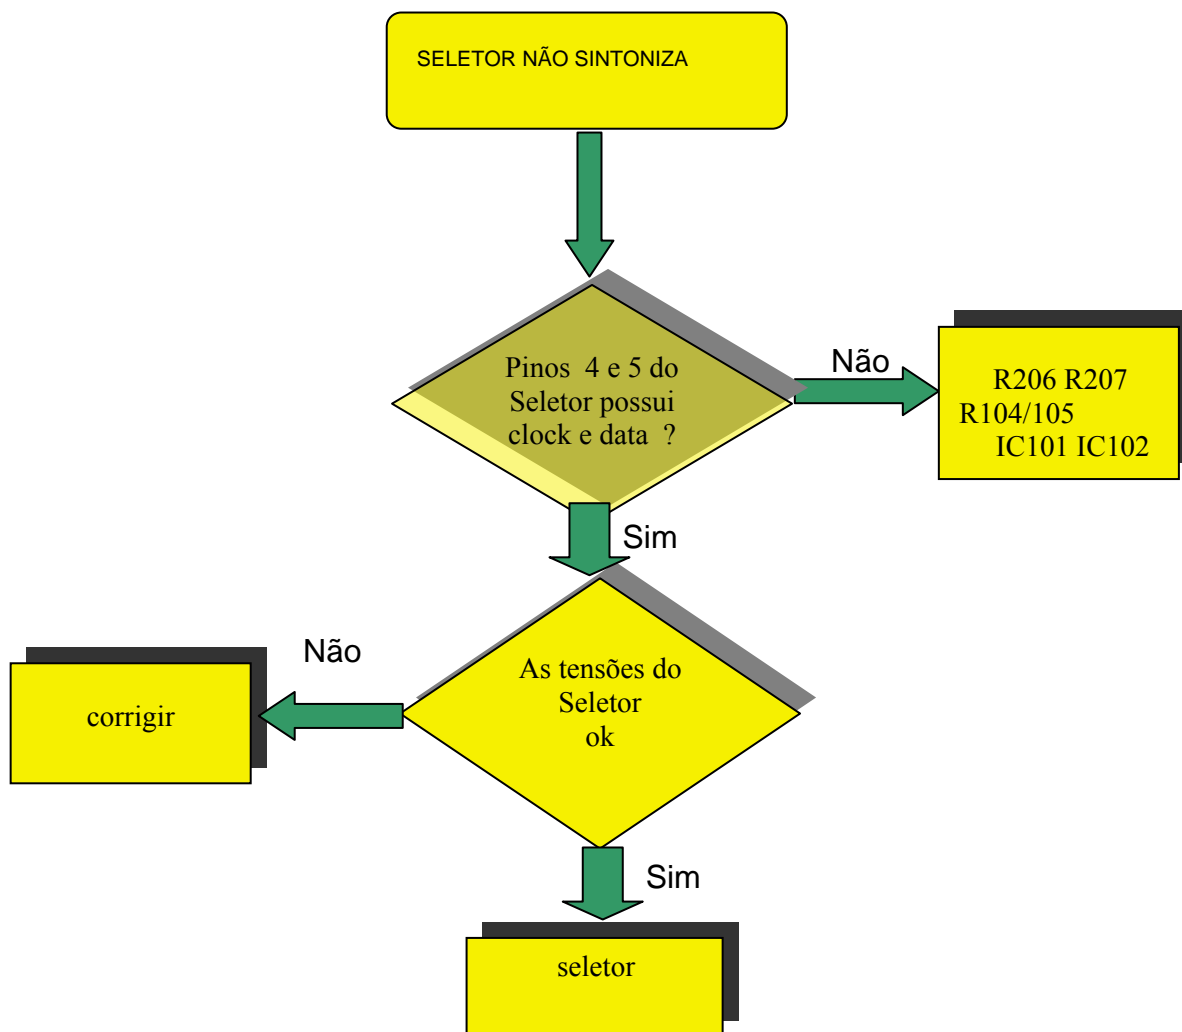 SELETOR NÃO SINTONIZA
Pinos 4 e 5 do
Seletor possui
clock e data ?
Não
R206 R207
R104/105
IC101 IC102
Sim
As tensões do
Seletor
ok
Não
corrigir
Sim
seletor